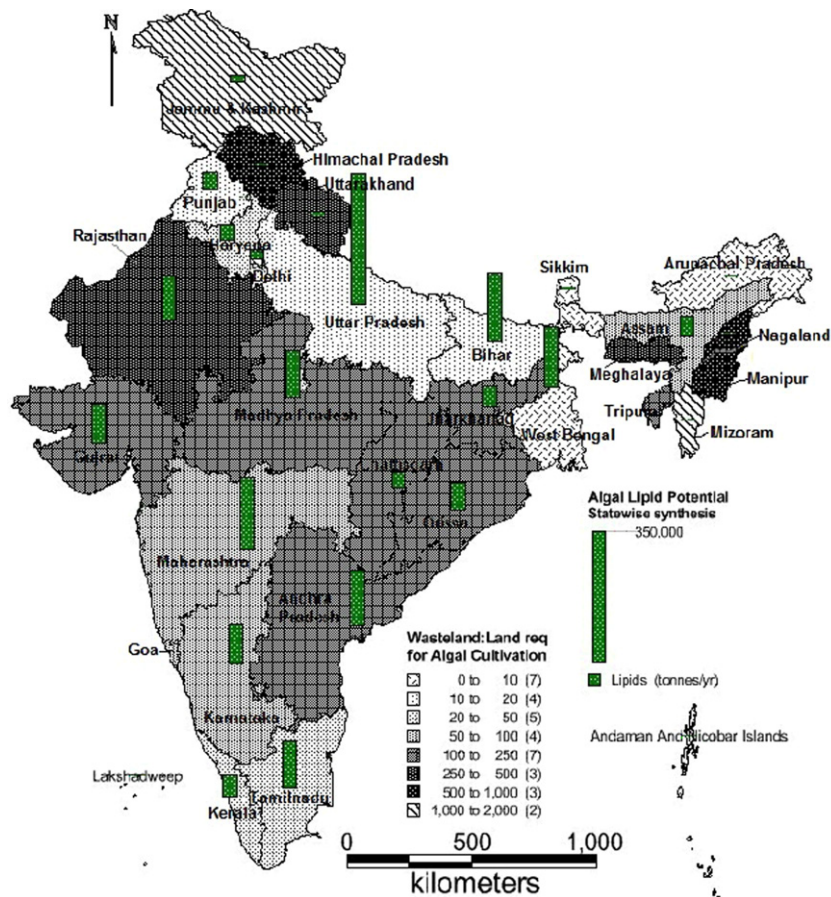 N
Jammu & Kashmir
Himachal Pradesh
Uttarakhand
Punjab
Rajasthan
Haryana
Delhi
Sikkim
Arunachal Pradesh
Uttar Pradesh
Assam
Nagaland
Bihar
Meghalaya
Manipur
Madhya Pradesh
Jharkhand
Tripura
West Bengal
Mizoram
Gujrat
Orissa
Algal Lipid Potential
Statewise synthesis
350,000
Maharashtra
Andhra
Pradesh
Goa
Wasteland:Land req
for Algal Cultivation
0 to 10 (7)
10 to 20 (4)
20 to 50 (5)
50 to 100 (4)
100 to 250 (7)
250 to 500 (3)
500 to 1,000 (3)
1,000 to 2,000 (2)
Lipids (tonnes/yr)
Karnataka
Andaman And Nicobar Islands
Lakshadweep
Tamilnadu
Kerala
0 500 1,000
kilometers